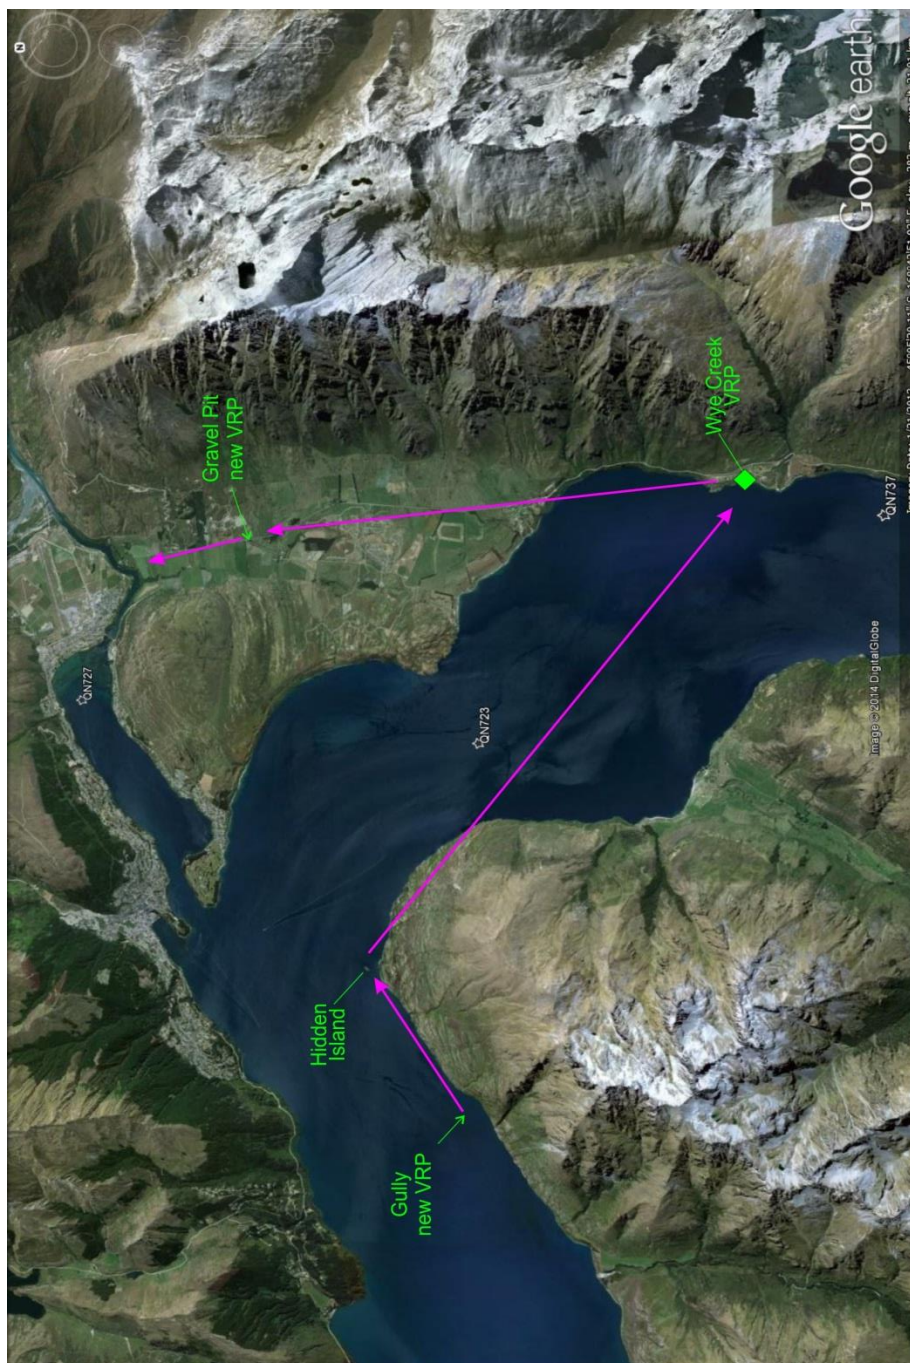 N
Google earth
Gravel Pit
new VRP
Wye Creek
VRP
QN737
QN727
QN723
Image © 2014 DigitalGlobe
Hidden
Island
Gully
new VRP